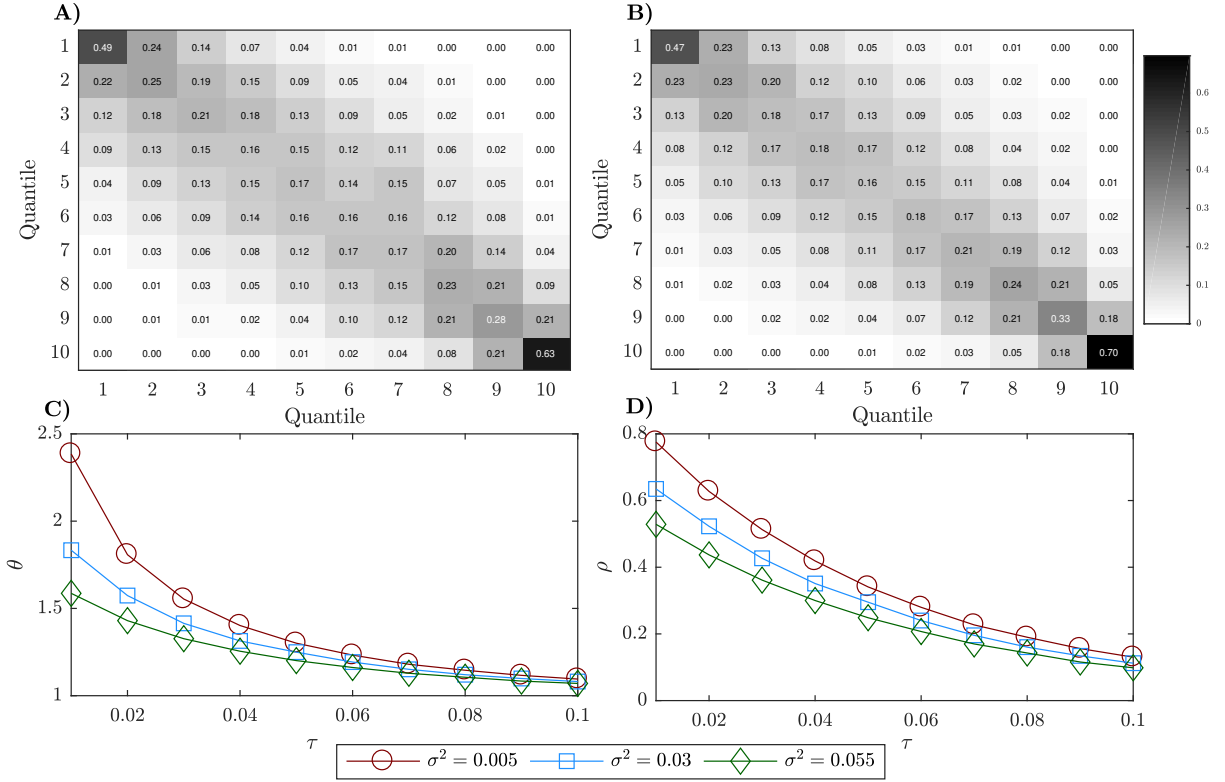 A)
B)
1 0.49 0.24 0.14 0.07 0.04 0.01 0.01 0.00 0.00 0.00
2 0.22 0.25 0.19 0.15 0.09 0.05 0.04 0.01 0.00 0.00
3 0.12 0.18 0.21 0.18 0.13 0.09 0.05 0.02 0.01 0.00
4 0.09 0.13 0.15 0.16 0.15 0.12 0.11 0.06 0.02 0.00
5 0.04 0.09 0.13 0.15 0.17 0.14 0.15 0.07 0.05 0.01
6 0.03 0.06 0.09 0.14 0.16 0.16 0.16 0.12 0.08 0.01
7 0.01 0.03 0.06 0.08 0.12 0.17 0.17 0.20 0.14 0.04
8 0.00 0.01 0.03 0.05 0.10 0.13 0.15 0.23 0.21 0.09
9 0.00 0.01 0.01 0.02 0.04 0.10 0.12 0.21 0.28 0.21
10 0.00 0.00 0.00 0.00 0.01 0.02 0.04 0.08 0.21 0.63
1 2 3 4 5 6 7 8 9 10
Quantile
Quantile
1 0.47 0.23 0.13 0.08 0.05 0.03 0.01 0.01 0.00 0.00
2 0.23 0.23 0.20 0.12 0.10 0.06 0.03 0.02 0.00 0.00
3 0.13 0.20 0.18 0.17 0.13 0.09 0.05 0.03 0.02 0.00
4 0.08 0.12 0.17 0.18 0.17 0.12 0.08 0.04 0.02 0.00
5 0.05 0.10 0.13 0.17 0.16 0.15 0.11 0.08 0.04 0.01
6 0.03 0.06 0.09 0.12 0.15 0.18 0.17 0.13 0.07 0.02
7 0.01 0.03 0.05 0.08 0.11 0.17 0.21 0.19 0.12 0.03
8 0.01 0.02 0.03 0.04 0.08 0.13 0.19 0.24 0.21 0.05
9 0.00 0.00 0.02 0.02 0.04 0.07 0.12 0.21 0.33 0.18
10 0.00 0.00 0.00 0.00 0.01 0.02 0.03 0.05 0.18 0.70
1 2 3 4 5 6 7 8 9 10
Quantile
Quantile
0.6
0.5
0.4
0.3
0.2
0.1
0
C)
2.5
2
1.5
1
θ
0.02 0.04 0.06 0.08 0.1
τ
D)
0.8
0.6
0.4
0.2
0
ρ
0.02 0.04 0.06 0.08 0.1
τ
σ² = 0.005 σ² = 0.03 σ² = 0.055